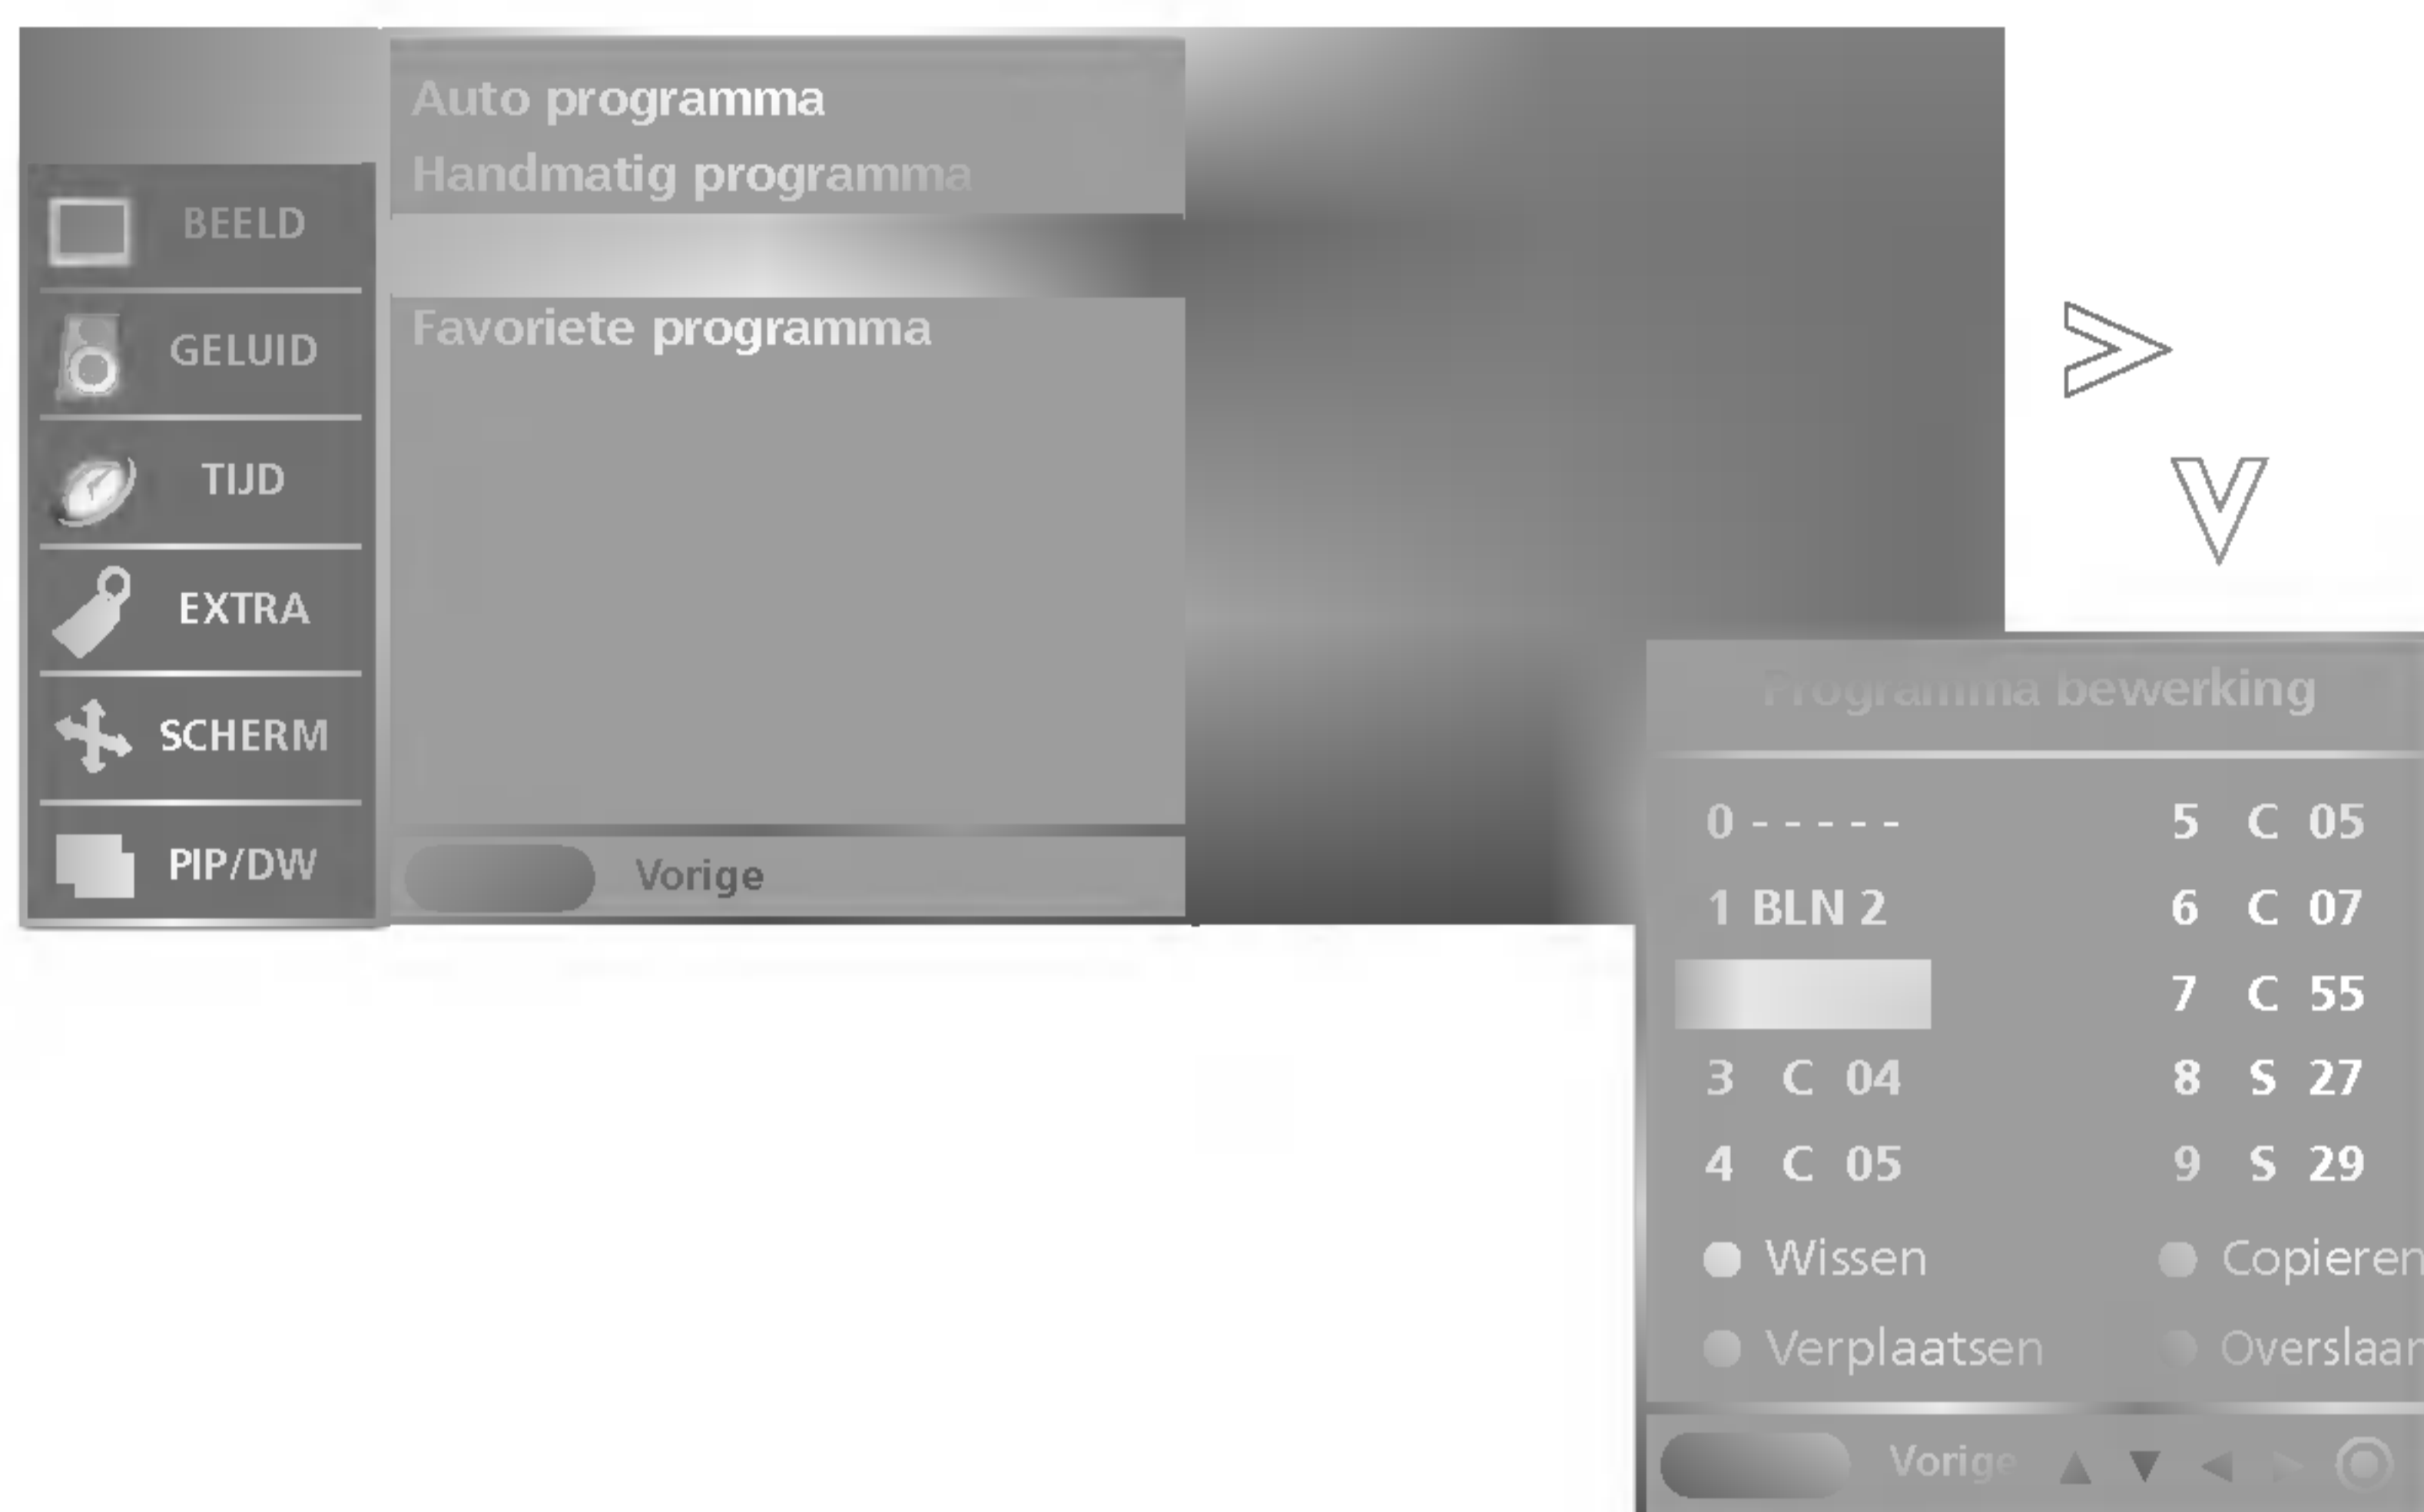 Auto programma
Handmatig programma
Favoriete programma
BEELD
GELUID
TIJD
EXTRA
SCHERM
PIP/DW
Vorige
Programma bewerking
0 - - - - -
1 BLN 2
3 C 04
4 C 05
5 C 05
6 C 07
7 C 55
8 S 27
9 S 29
Wissen
Copieren
Verplaatsen
Vorige